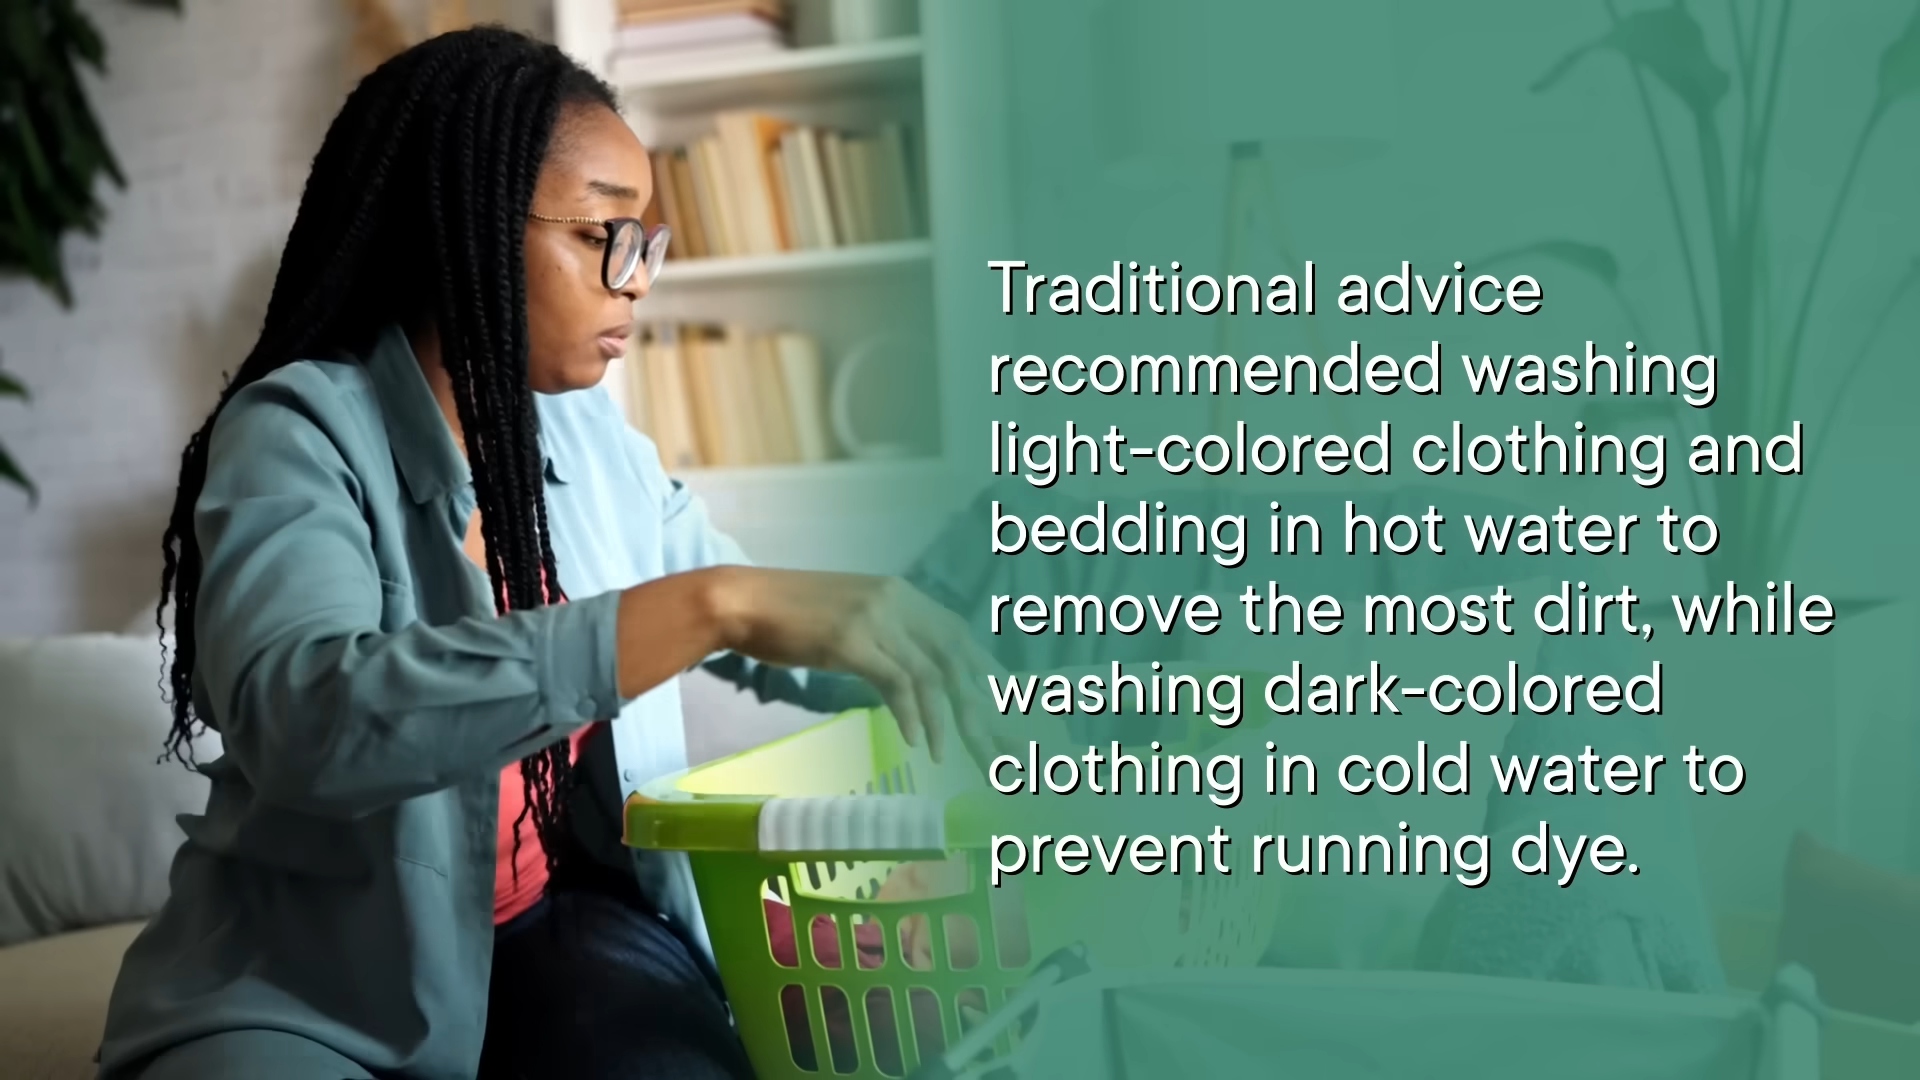 Traditional advice
recommended washing
light-colored clothing and
bedding in hot water to
remove the most dirt, while
washing dark-colored
clothing in cold water to
prevent running dye.